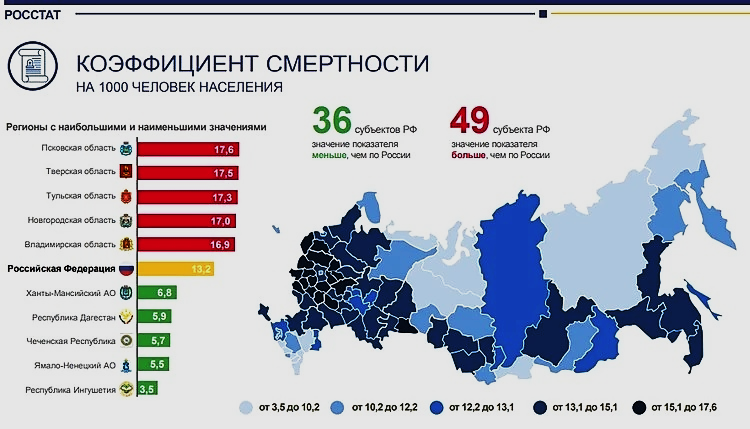 РОССТАТ
КОЭФФИЦИЕНТ СМЕРТНОСТИ
НА 1000 ЧЕЛОВЕК НАСЕЛЕНИЯ
Регионы с наибольшими и наименьшими значениями
Псковская область 17,6
Тверская область 17,5
Тульская область 17,3
Новгородская область 17,0
Владимирская область 16,9
Российская Федерация 13,2
Ханты-Мансийский АО 6,8
Республика Дагестан 5,9
Чеченская Республика 5,7
Ямало-Ненецкий АО 5,5
Республика Ингушетия 3,5
36 субъектов РФ
значение показателя
меньше, чем по России
49 субъекта РФ
значение показателя
больше, чем по России
от 3,5 до 10,2
от 10,2 до 12,2
от 12,2 до 13,1
от 13,1 до 15,1
от 15,1 до 17,6